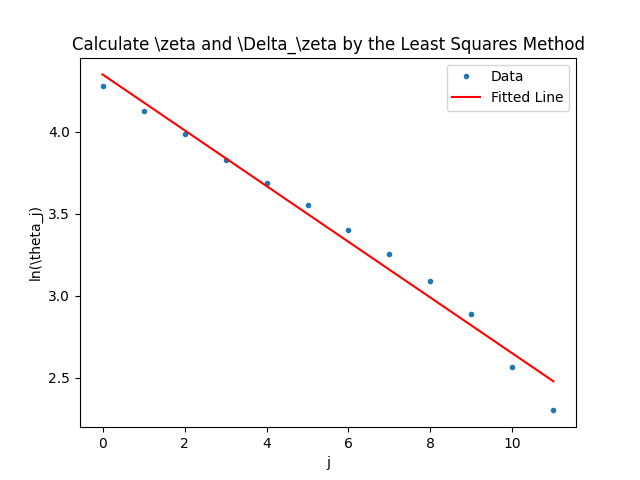 Calculate \zeta and \Delta_\zeta by the Least Squares Method
Data
Fitted Line
ln(\theta_j)
4.0
3.5
3.0
2.5
0 2 4 6 8 10
j